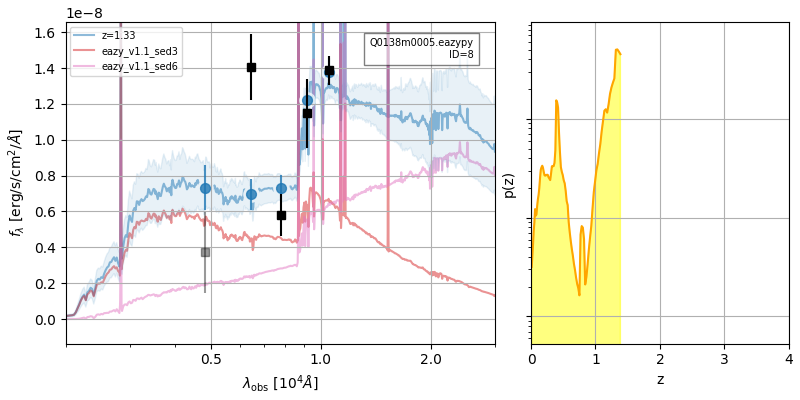 1e−8
z=1.33
eazy_v1.1_sed3
eazy_v1.1_sed6
Q0138m0005.eazypy
ID=8
1.6
1.4
1.2
1.0
0.8
0.6
0.4
0.2
0.0
f_λ [erg/s/cm²/Å]
0.5
1.0
2.0
λ_obs [10⁴Å]
p(z)
0
1
2
3
4
z